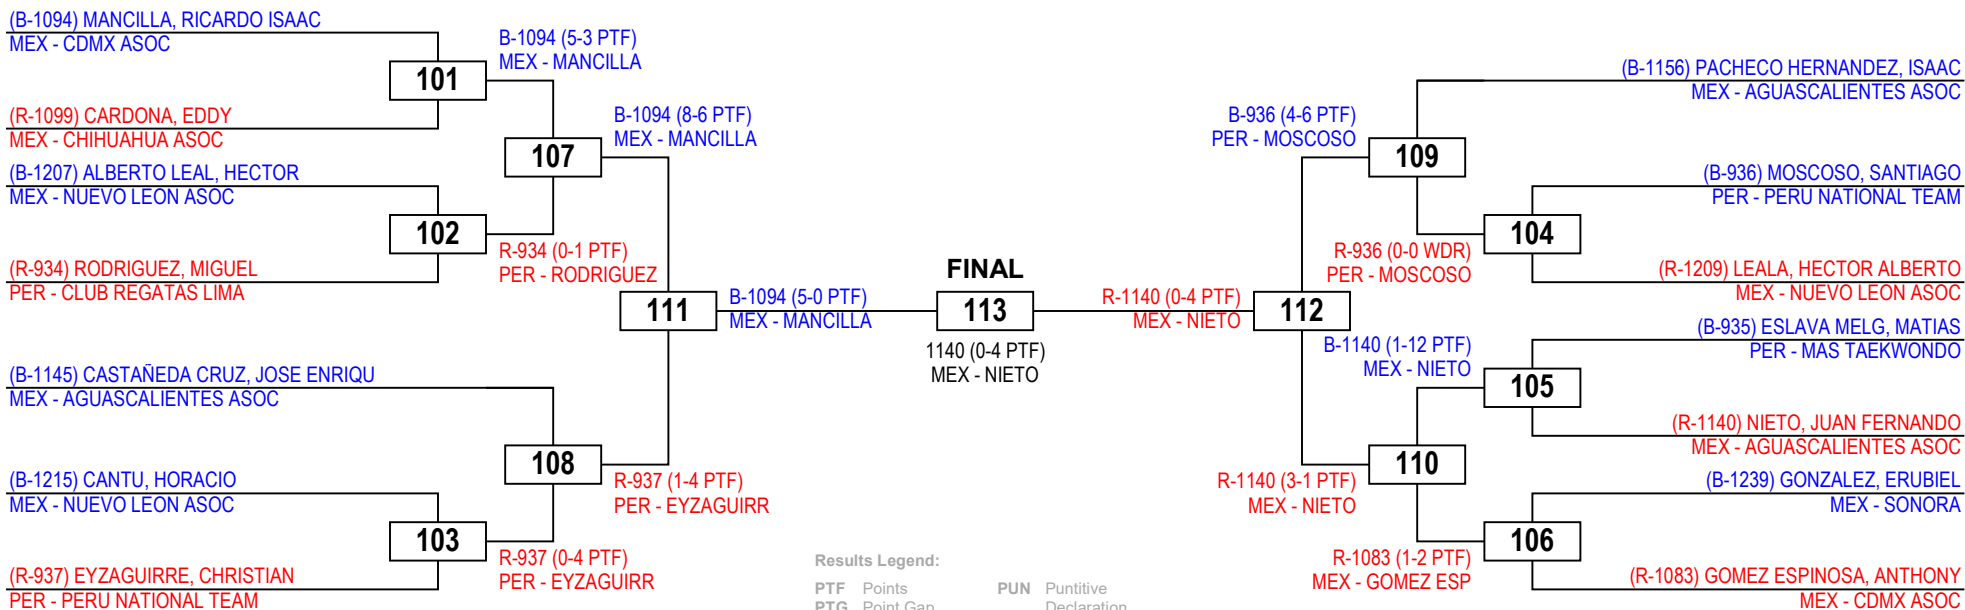 (B-1094) MANCILLA, RICARDO ISAAC
MEX - CDMX ASOC
101
(R-1099) CARDONA, EDDY
MEX - CHIHUAHUA ASOC
(B-1207) ALBERTO LEAL, HECTOR
MEX - NUEVO LEON ASOC
102
(R-934) RODRIGUEZ, MIGUEL
PER - CLUB REGATAS LIMA
(B-1145) CASTAÑEDA CRUZ, JOSE ENRIQU
MEX - AGUASCALIENTES ASOC
(B-1215) CANTU, HORACIO
MEX - NUEVO LEON ASOC
103
(R-937) EYZAGUIRRE, CHRISTIAN
PER - PERU NATIONAL TEAM
B-1094 (5-3 PTF)
MEX - MANCILLA
107
R-934 (0-1 PTF)
PER - RODRIGUEZ
108
R-937 (0-4 PTF)
PER - EYZAGUIRR
B-1094 (8-6 PTF)
MEX - MANCILLA
111
R-937 (1-4 PTF)
PER - EYZAGUIRR
B-1094 (5-0 PTF)
MEX - MANCILLA
FINAL
113
1140 (0-4 PTF)
MEX - NIETO
R-1140 (0-4 PTF)
MEX - NIETO
112
B-936 (4-6 PTF)
PER - MOSCOSO
109
R-936 (0-0 WDR)
PER - MOSCOSO
B-1140 (1-12 PTF)
MEX - NIETO
110
R-1140 (3-1 PTF)
MEX - NIETO
R-1083 (1-2 PTF)
MEX - GOMEZ ESP
(B-1156) PACHECO HERNANDEZ, ISAAC
MEX - AGUASCALIENTES ASOC
(B-936) MOSCOSO, SANTIAGO
PER - PERU NATIONAL TEAM
104
(R-1209) LEALA, HECTOR ALBERTO
MEX - NUEVO LEON ASOC
(B-935) ESLAVA MELG, MATIAS
PER - MAS TAEKWONDO
105
(R-1140) NIETO, JUAN FERNANDO
MEX - AGUASCALIENTES ASOC
(B-1239) GONZALEZ, ERUBIEL
MEX - SONORA
106
(R-1083) GOMEZ ESPINOSA, ANTHONY
MEX - CDMX ASOC
Results Legend:
PTF Points PUN Puntitive
PTG Point Gap Declaration